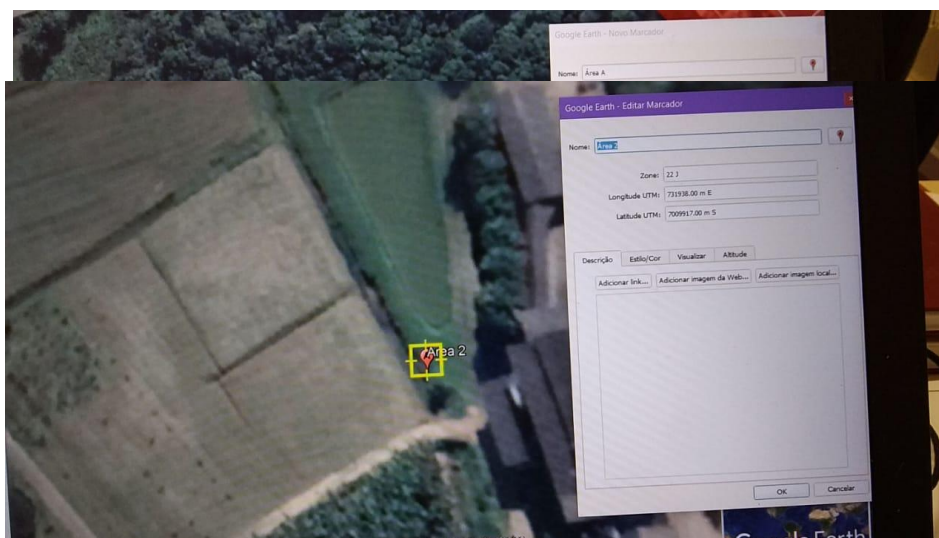 Google Earth - Novo Marcador
Nome: Área A
Google Earth - Editar Marcador
Nome: Área 2
Zone: 22 J
Longitude UTM: 731938.00 m E
Latitude UTM: 7009917.00 m S
Descrição Estilo/Cor Visualizar Altitude
Adicionar link... Adicionar imagem da Web... Adicionar imagem local...
Área 2
OK Cancelar
Google Earth